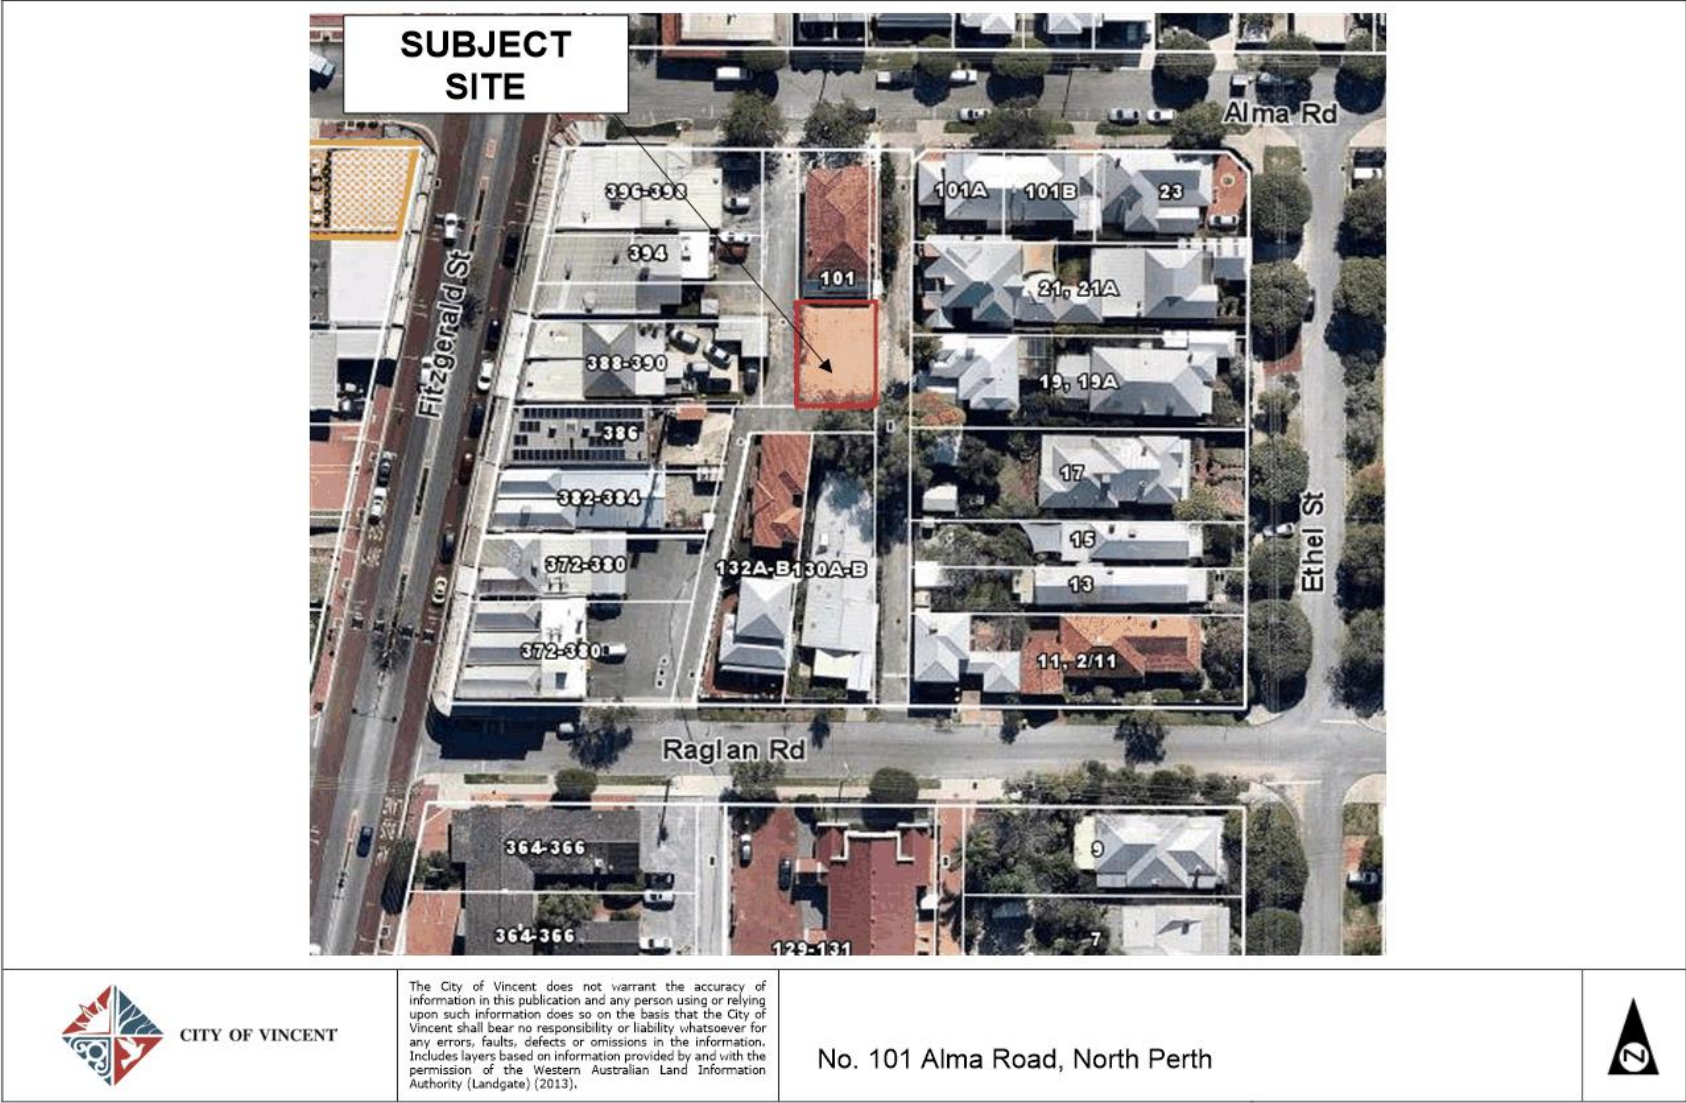 SUBJECT
SITE
Alma Rd
396-398
101A
101B
23
394
101
21, 21A
Fitzgerald St
388-390
19, 19A
386
17
382-384
Ethel St
15
372-380
132A-B
130A-B
13
372-380
11, 2/11
Raglan Rd
364-366
9
364-366
7
129-131
CITY OF VINCENT
The City of Vincent does not warrant the accuracy of
information in this publication and any person using or relying
upon such information does so on the basis that the City of
Vincent shall bear no responsibility or liability whatsoever for
any errors, faults, defects or omissions in the information.
Includes layers based on information provided by and with the
permission of the Western Australian Land Information
Authority (Landgate) (2013).
No. 101 Alma Road, North Perth
N